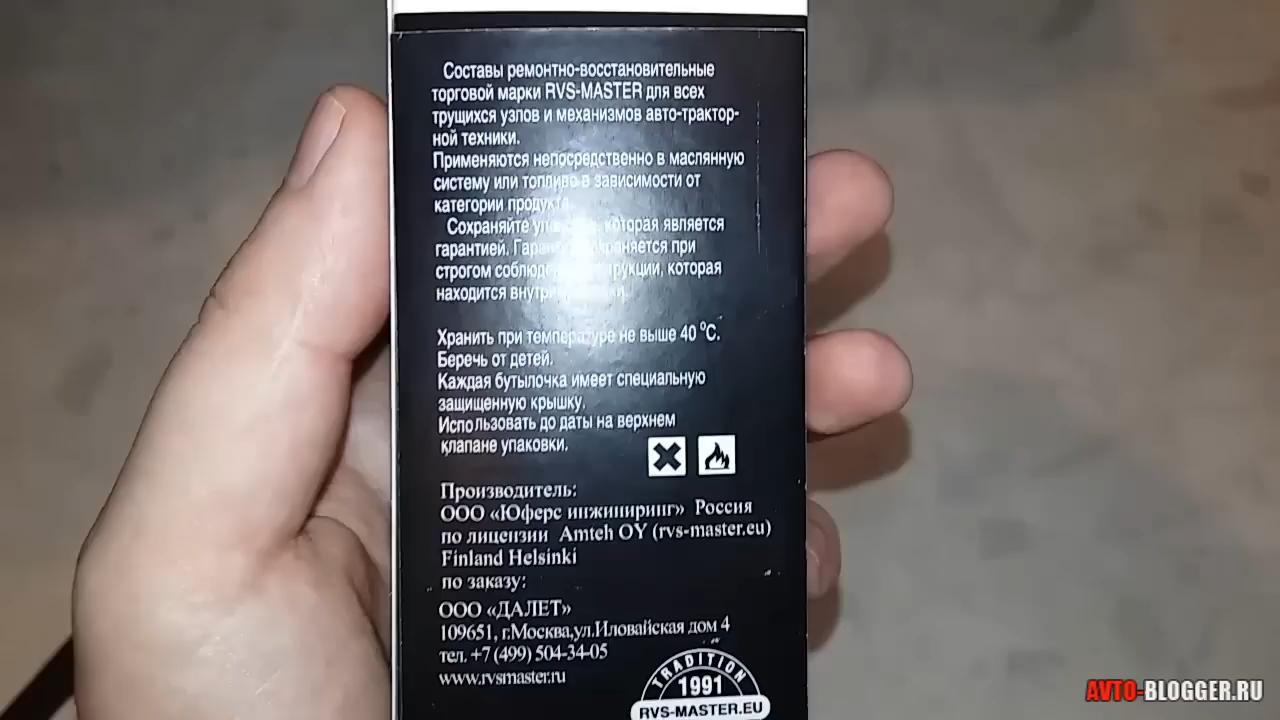 Составы ремонтно-восстановительные
торговой марки RVS-MASTER для всех
трущихся узлов и механизмов авто-трактор-
ной техники.
Применяются непосредственно в маслянную
систему или топливо в зависимости от
категории продукта
Сохраняйте которая является
гарантией. при
строгом которая
находится внутри
Хранить при температуре не выше 40 °C.
Беречь от детей.
Каждая бутылочка имеет специальную
защищенную крышку.
Использовать до даты на верхнем
клапане упаковки.
Производитель:
ООО «Юферс инжиниринг» Россия
по лицензии Amteh OY (rvs-master.eu)
Finland Helsinki
по заказу:
ООО «ДАЛЕТ»
109651, г.Москва,ул.Иловайская дом 4
тел. +7 (499) 504-34-05
www.rvsmaster.ru
TRADITION
1991
RVS-MASTER.EU
AVTO-BLOGGER.RU